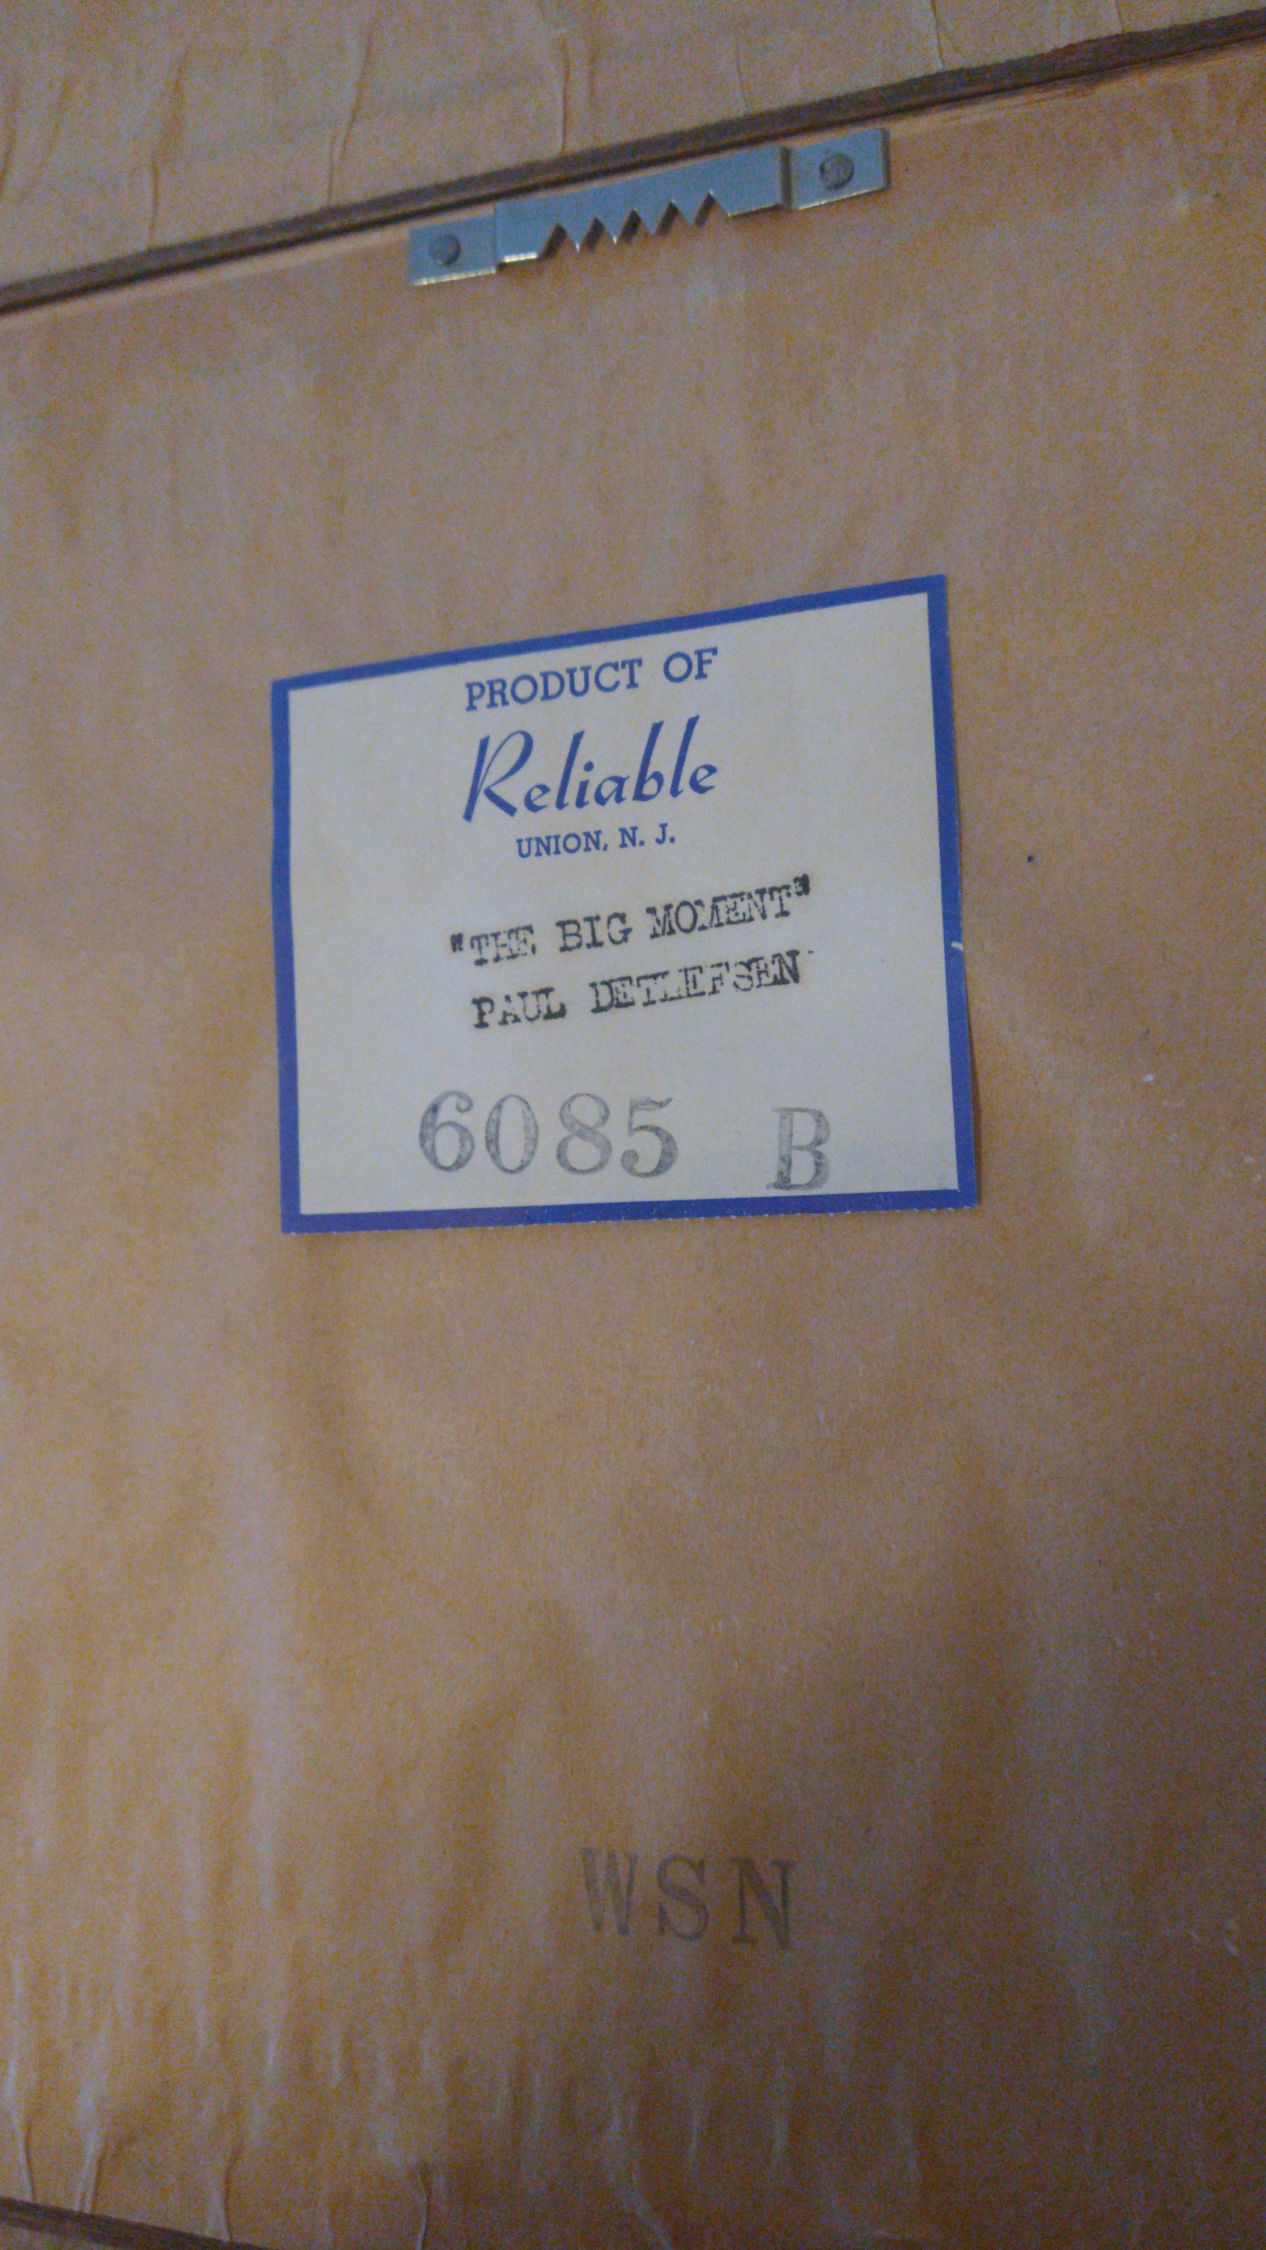 PRODUCT OF
Reliable
UNION, N. J.
"THE BIG MOMENT"
PAUL DETLEFSEN
6085 B
WSN